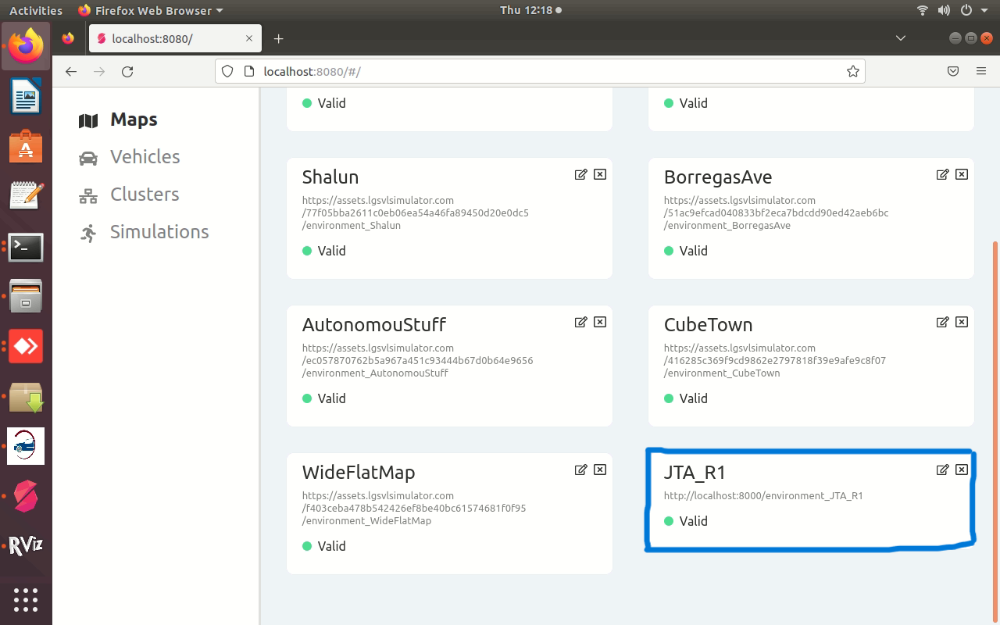 Activities
Firefox Web Browser
Thu 12:18
localhost:8080/
localhost:8080/#/
Maps
Vehicles
Clusters
Simulations
Valid
Valid
Shalun
https://assets.lgsvlsimulator.com
/77f05bba2611c0eb06ea54a46fa89450d20e0dc5
/environment_Shalun
Valid
BorregasAve
https://assets.lgsvlsimulator.com
/51ac9efcad040833bf2eca7bdcdd90ed42aeb6bc
/environment_BorregasAve
Valid
AutonomouStuff
https://assets.lgsvlsimulator.com
/ec057870762b5a967a451c93444b67d0b64e9656
/environment_AutonomouStuff
Valid
CubeTown
https://assets.lgsvlsimulator.com
/416285c369f9cd9862e2797818f39e9afe9c8f07
/environment_CubeTown
Valid
WideFlatMap
https://assets.lgsvlsimulator.com
/f403ceba478b542426ef8be40bc61574681f0f95
/environment_WideFlatMap
Valid
JTA_R1
http://localhost:8000/environment_JTA_R1
Valid
RViz